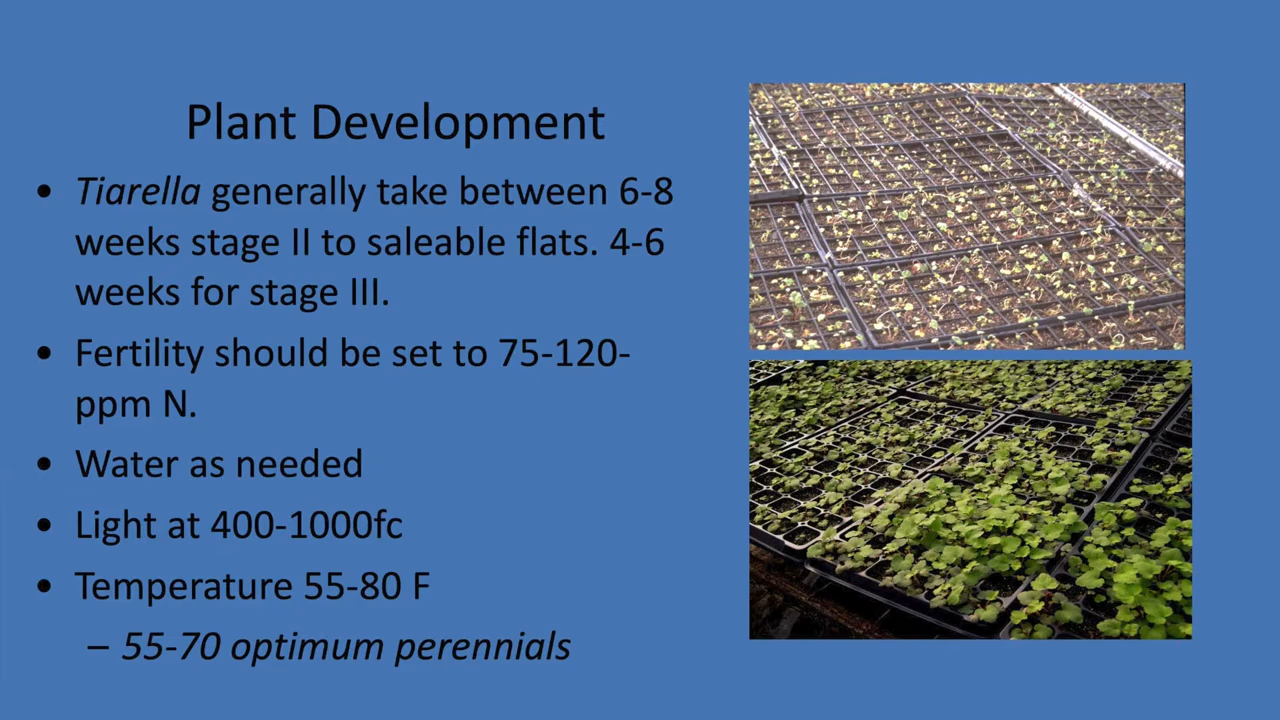 Plant Development
• Tiarella generally take between 6-8
weeks stage II to saleable flats. 4-6
weeks for stage III.
• Fertility should be set to 75-120-
ppm N.
• Water as needed
• Light at 400-1000fc
• Temperature 55-80 F
– 55-70 optimum perennials